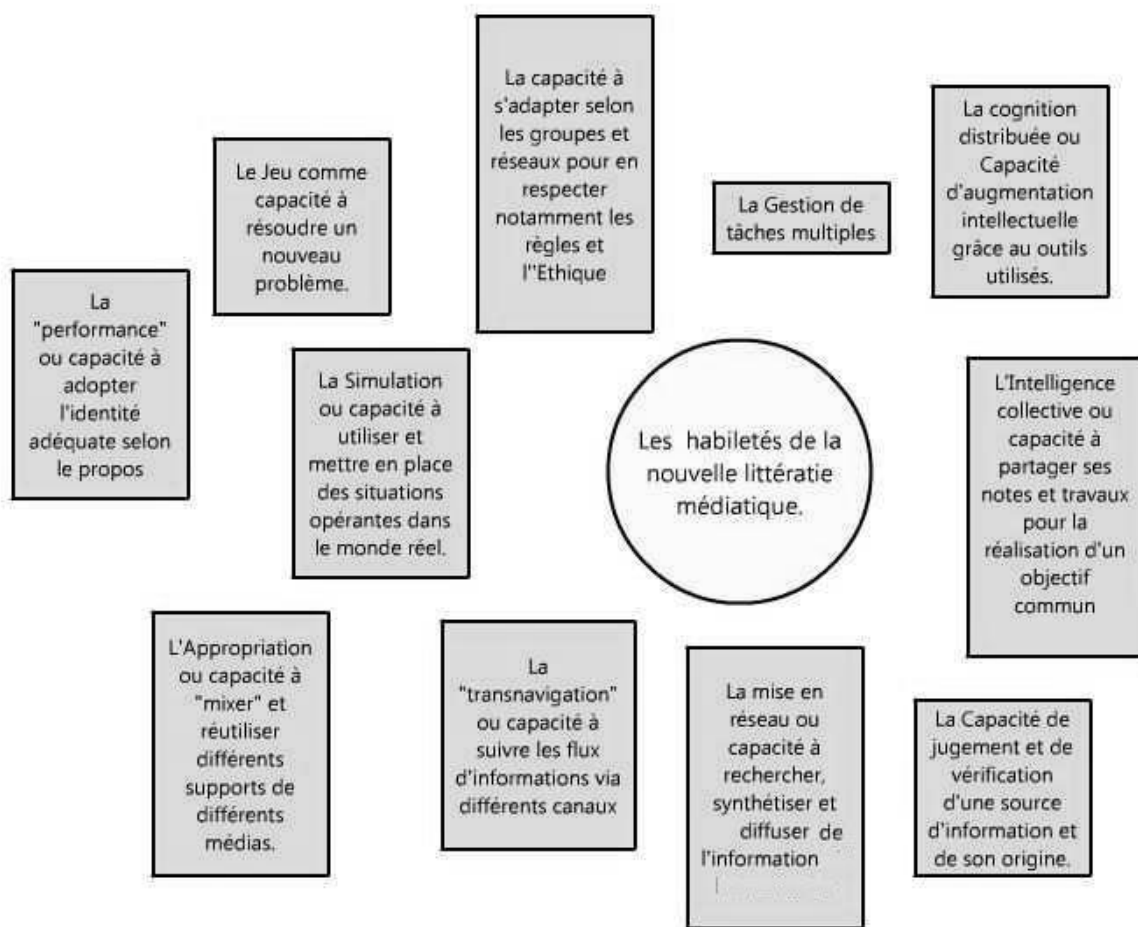 La capacité à
s'adapter selon
les groupes et
réseaux pour en
respecter
notamment les
règles et
l''Ethique
La cognition
distribuée ou
Capacité
d'augmentation
intellectuelle
grâce au outils
utilisés.
Le Jeu comme
capacité à
résoudre un
nouveau
problème.
La Gestion de
tâches multiples
La
"performance"
ou capacité à
adopter
l'identité
adéquate selon
le propos
La Simulation
ou capacité à
utiliser et
mettre en place
des situations
opérantes dans
le monde réel.
Les habiletés de la
nouvelle littératie
médiatique.
L'Intelligence
collective ou
capacité à
partager ses
notes et travaux
pour la
réalisation d'un
objectif
commun
L'Appropriation
ou capacité à
"mixer" et
réutiliser
différents
supports de
différents
médias.
La
"transnavigation"
ou capacité à
suivre les flux
d'informations via
différents canaux
La mise en
réseau ou
capacité à
rechercher,
synthétiser et
diffuser de
l'information
La Capacité de
jugement et de
vérification
d'une source
d'information et
de son origine.